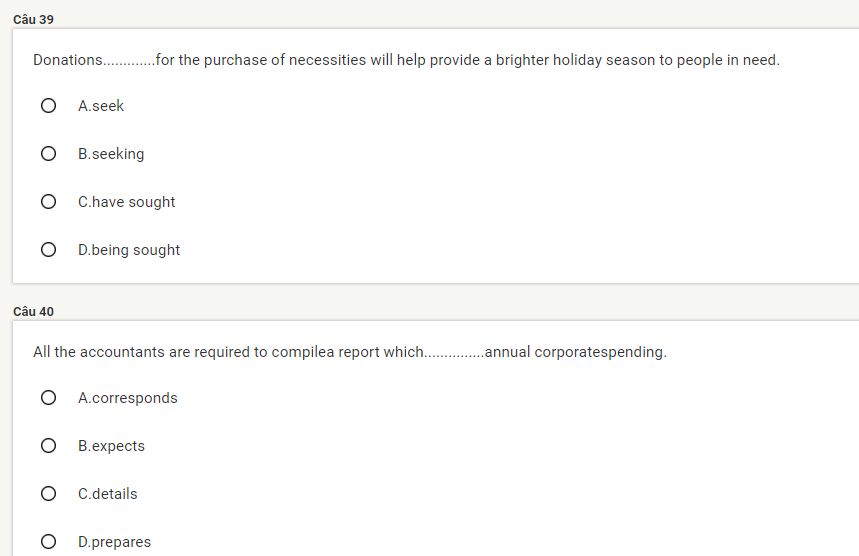 Câu 39
Donations.............for the purchase of necessities will help provide a brighter holiday season to people in need.
A.seek
B.seeking
C.have sought
D.being sought
Câu 40
All the accountants are required to compilea report which...............annual corporatespending.
A.corresponds
B.expects
C.details
D.prepares